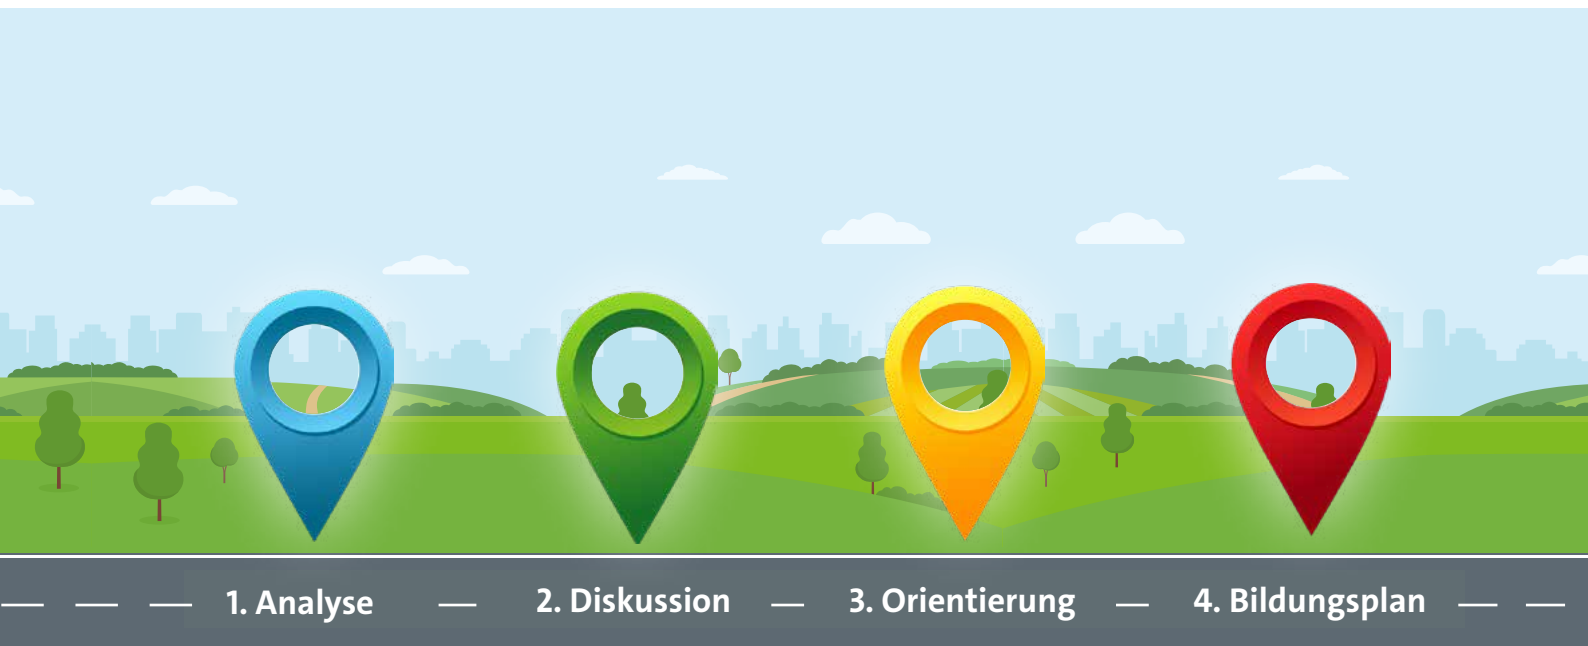 1. Analyse
2. Diskussion
3. Orientierung
4. Bildungsplan